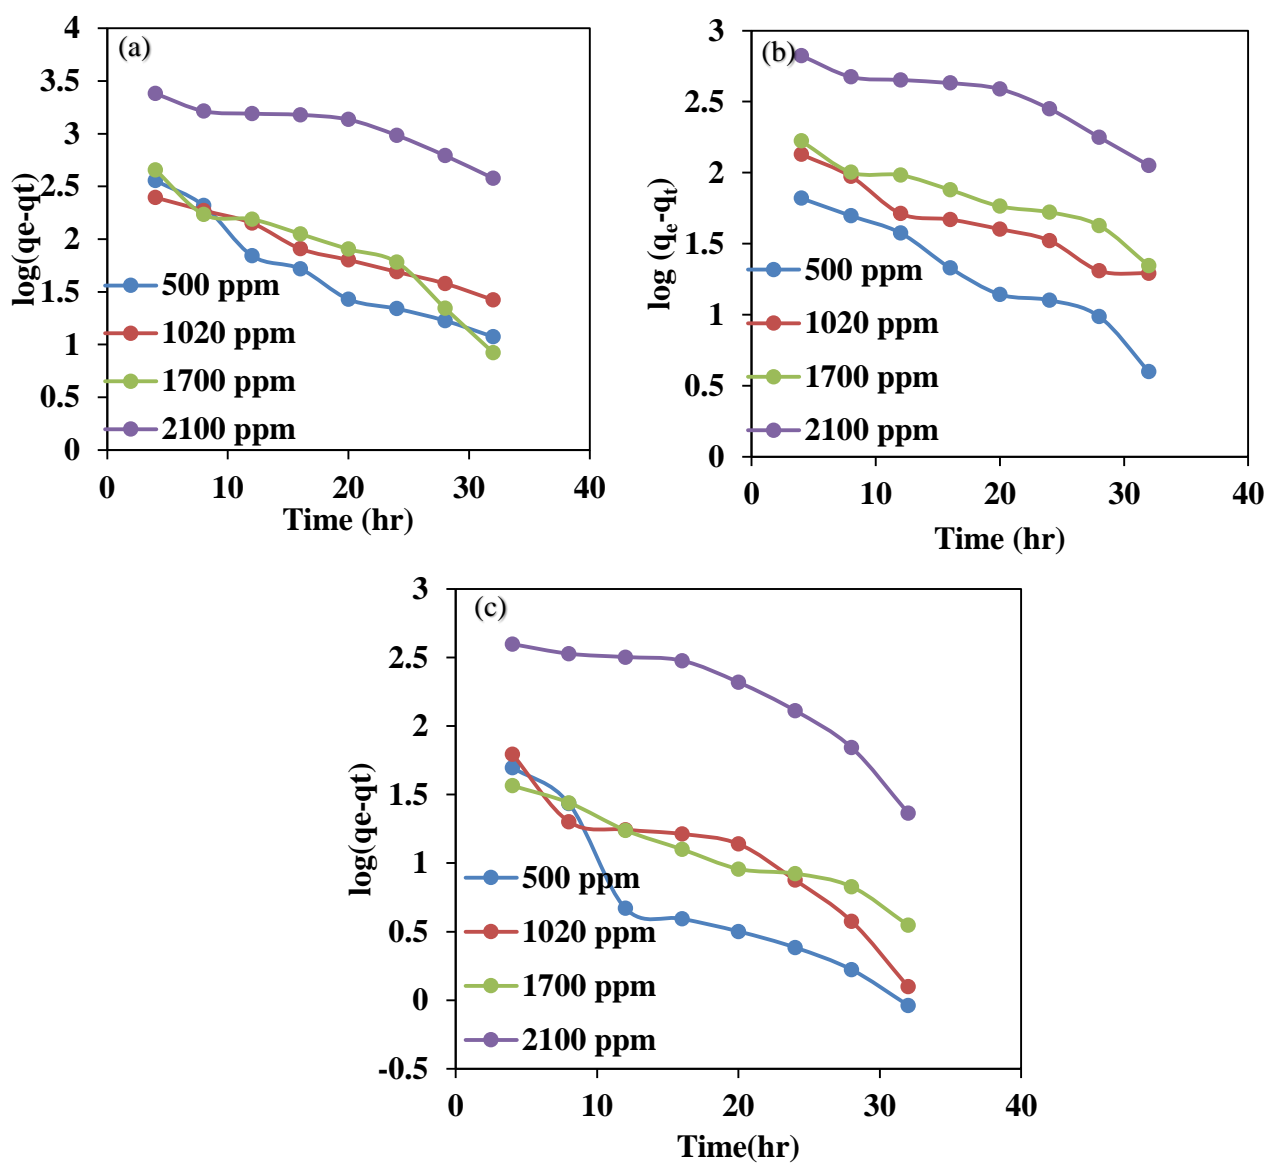 (a)
4
3.5
3
2.5
2
1.5
1
0.5
0
log(qe-qt)
500 ppm
1020 ppm
1700 ppm
2100 ppm
0 10 20 30 40
Time (hr)
(b)
3
2.5
2
1.5
1
0.5
0
log (qe-qt)
500 ppm
1020 ppm
1700 ppm
2100 ppm
0 10 20 30 40
Time (hr)
(c)
3
2.5
2
1.5
1
0.5
0
-0.5
log(qe-qt)
500 ppm
1020 ppm
1700 ppm
2100 ppm
0 10 20 30 40
Time(hr)